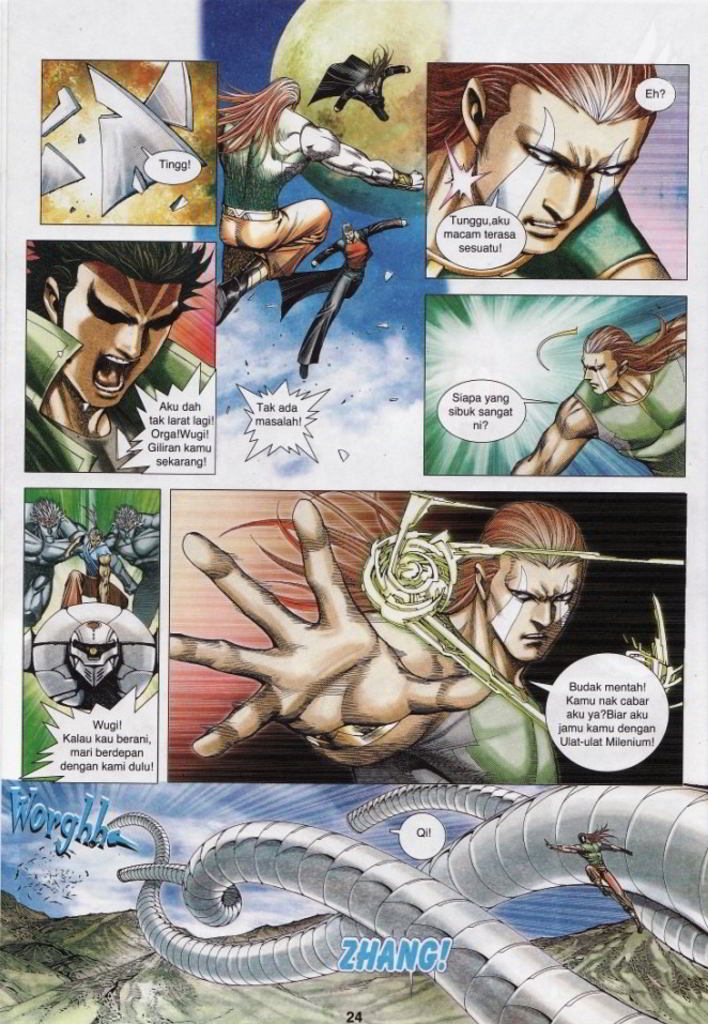 Tingg!
Eh?
Tunggu,aku
macam terasa
sesuatu!
Aku dah
tak larat lagi!
Orga!Wugi!
Giliran kamu
sekarang!
Tak ada
masalah!
Siapa yang
sibuk sangat
ni?
Wugi!
Kalau kau berani,
mari berdepan
dengan kami dulu!
Budak mentah!
Kamu nak cabar
aku ya?Biar aku
jamu kamu
Ulat-ulat Milenium!
Worghh
Qi!
ZHANG!
24